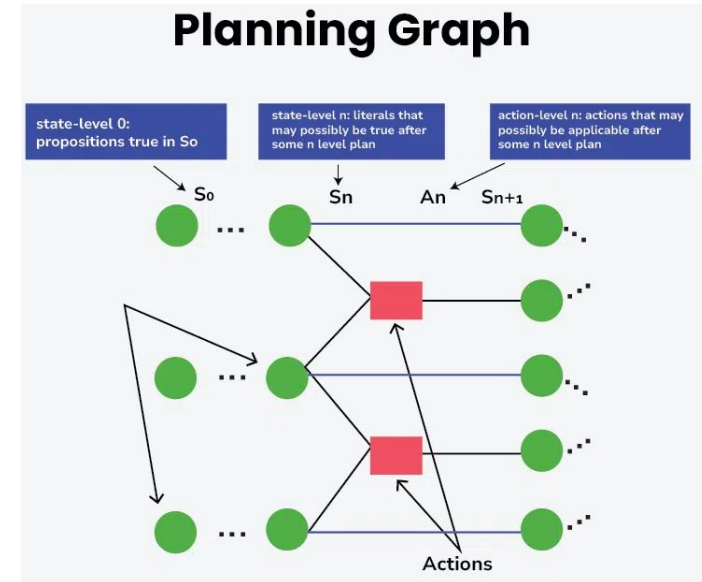 Planning Graph
state-level 0:
propositions true in So
state-level n: literals that
may possibly be true after
some n level plan
action-level n: actions that may
possibly be applicable after
some n level plan
S₀
Sn
An
Sn+1
Actions